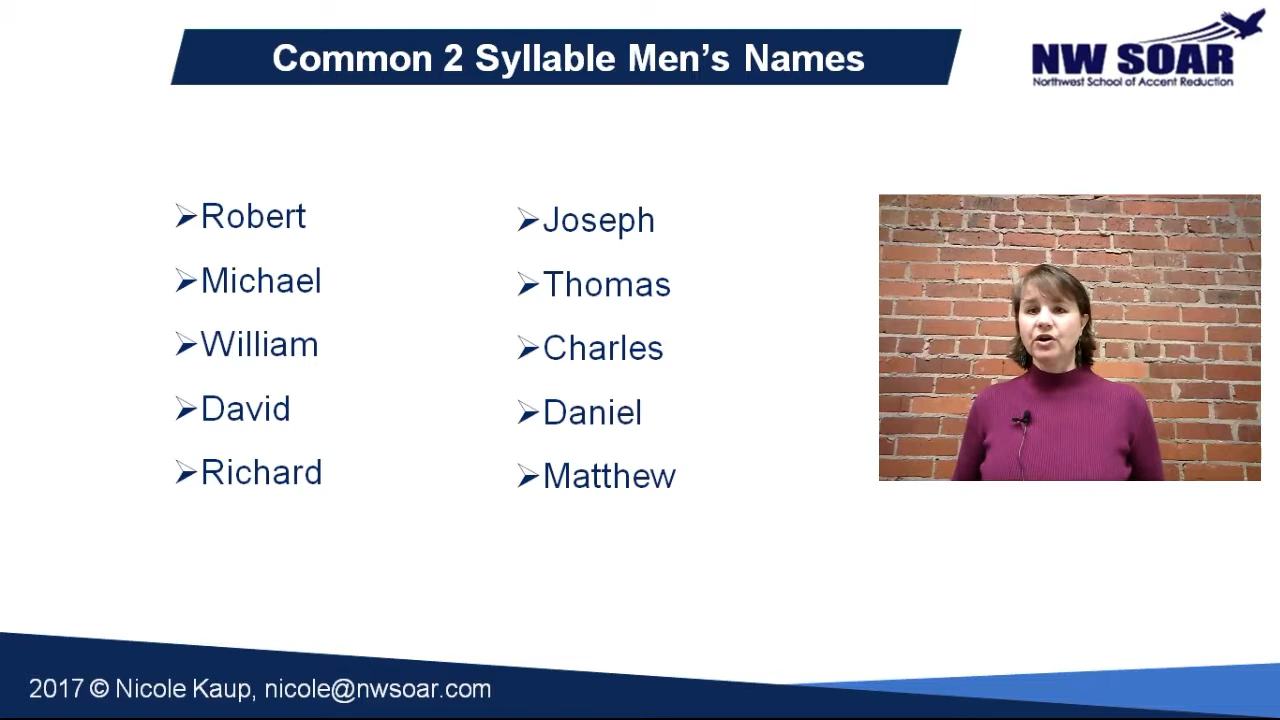 Common 2 Syllable Men's Names
NW SOAR
Northwest School of Accent Reduction
Robert
Michael
William
David
Richard
Joseph
Thomas
Charles
Daniel
Matthew
2017 © Nicole Kaup, nicole@nwsoar.com